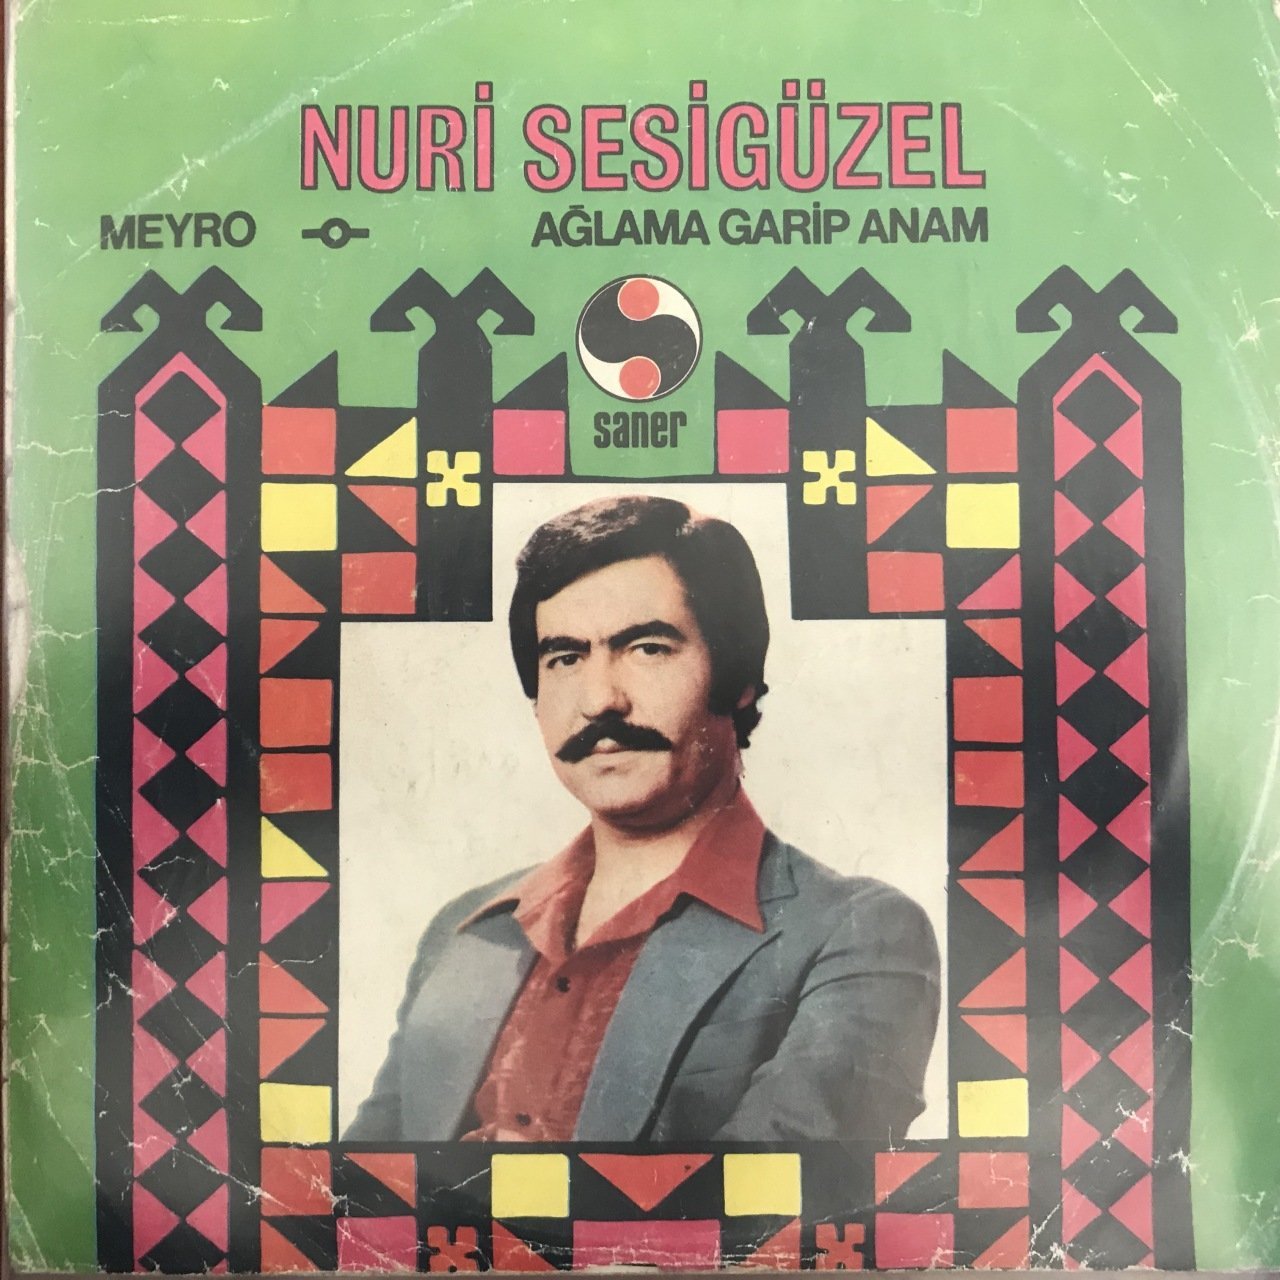 NURİ SESİGÜZEL
MEYRO -o- AĞLAMA GARİP ANAM
saner